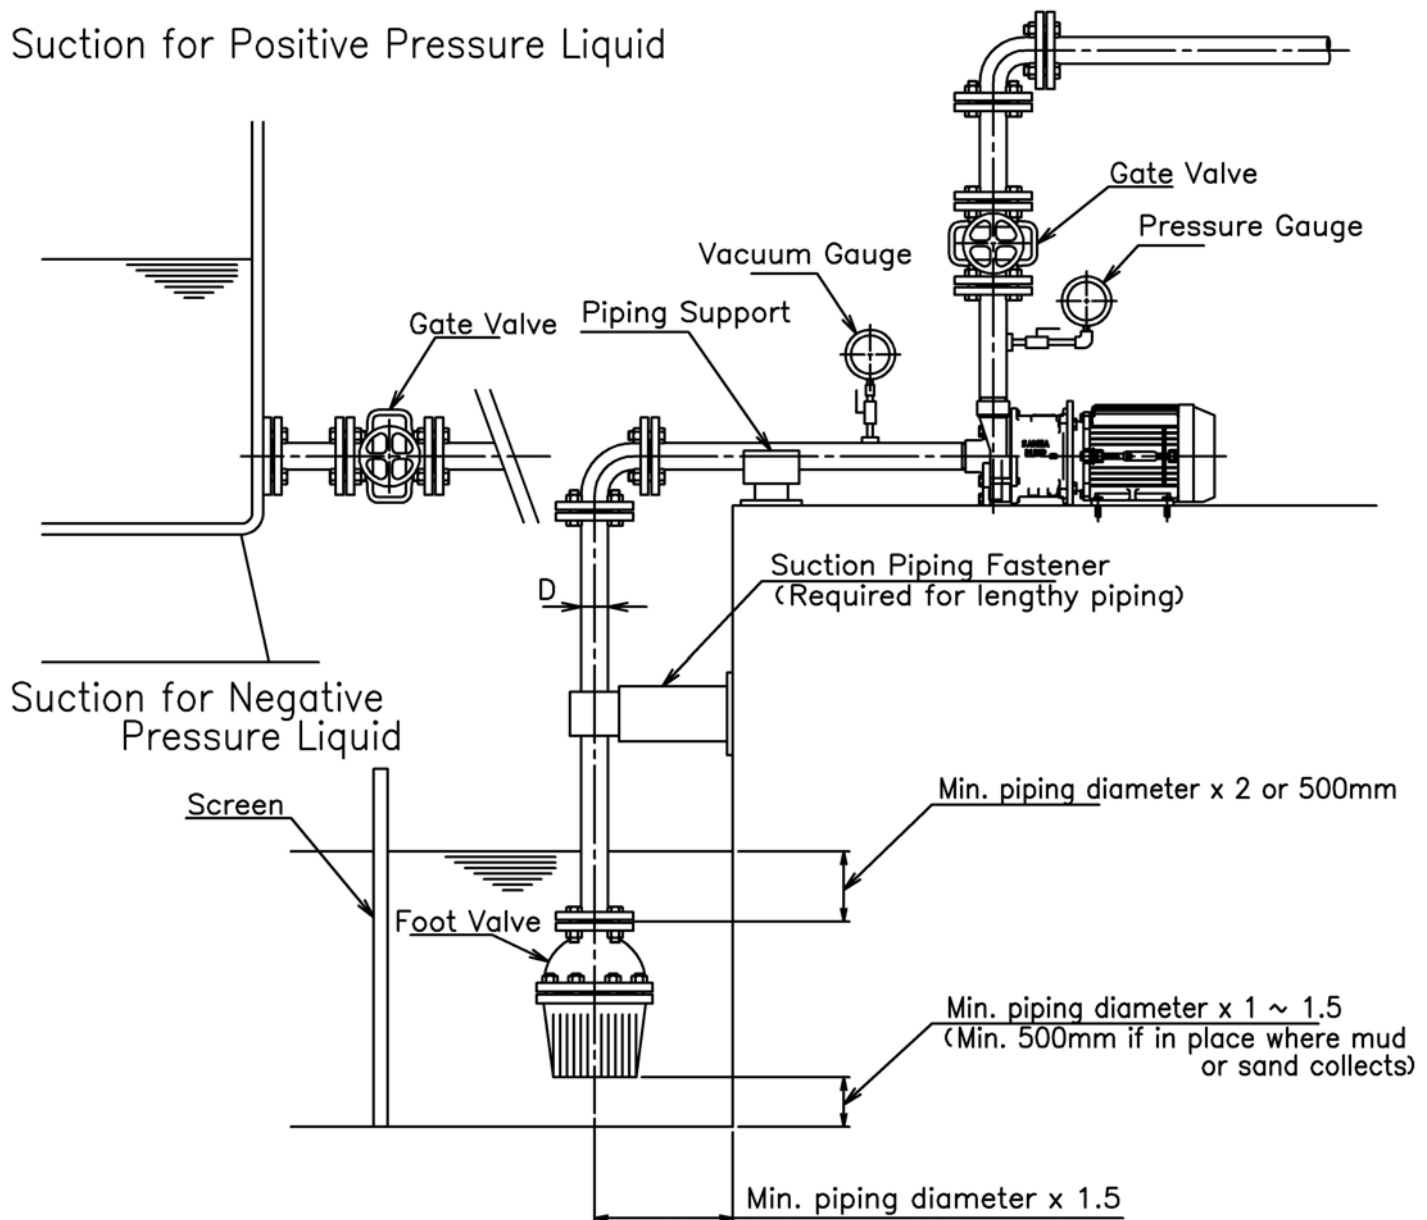 Suction for Positive Pressure Liquid
Gate Valve
Pressure Gauge
Vacuum Gauge
Piping Support
Gate Valve
Suction Piping Fastener
(Required for lengthy piping)
D
Suction for Negative
Pressure Liquid
Min. piping diameter x 2 or 500mm
Screen
Foot Valve
Min. piping diameter x 1 ~ 1.5
(Min. 500mm if in place where mud
or sand collects)
Min. piping diameter x 1.5